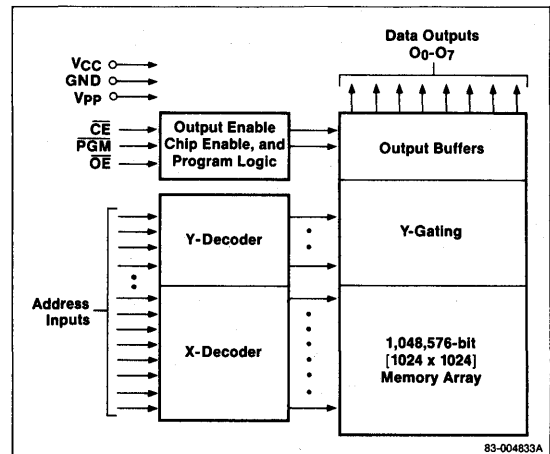 Data Outputs
O0-O7
VCC
GND
VPP
CE
PGM
OE
Output Enable
Chip Enable, and
Program Logic
Output Buffers
Y-Decoder
Y-Gating
Address
Inputs
X-Decoder
1,048,576-bit
[1024 x 1024]
Memory Array
83-004833A